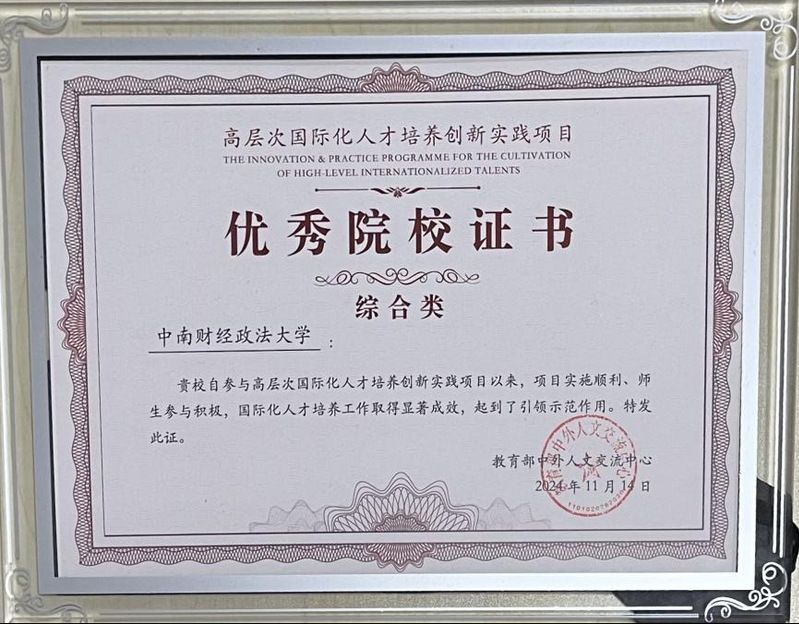 高层次国际化人才培养创新实践项目
THE INNOVATION & PRACTICE PROGRAMME FOR THE CULTIVATION
OF HIGH-LEVEL INTERNATIONALIZED TALENTS
优秀院校证书
综合类
中南财经政法大学：
贵校自参与高层次国际化人才培养创新实践项目以来，项目实施顺利、师
生参与积极，国际化人才培养工作取得显著成效，起到了引领示范作用。特发
此证。
教育部中外人文交流中心
2024年11月14日